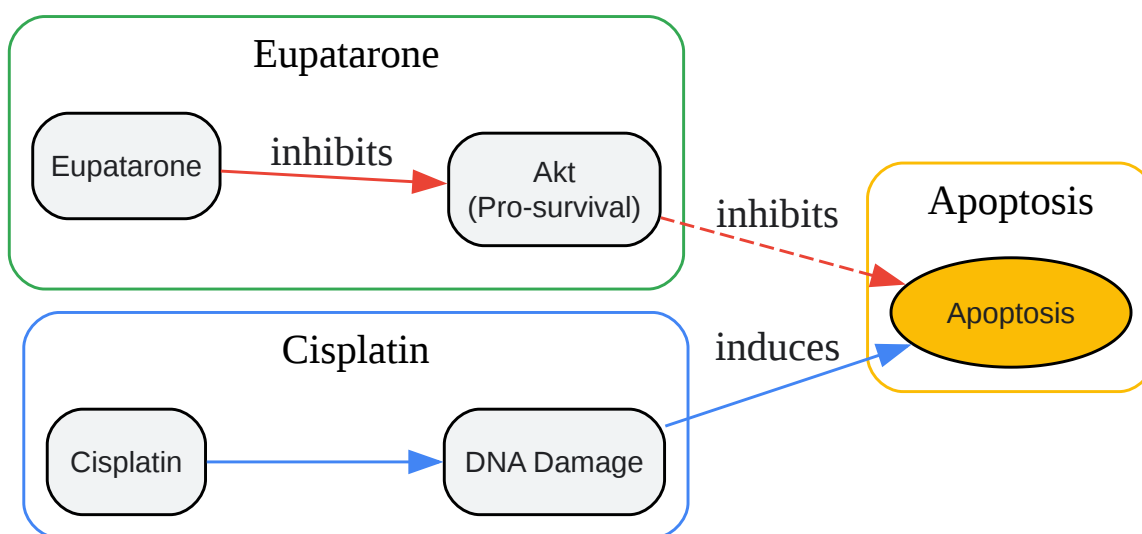 Eupatarone
Eupatarone
inhibits
Akt
(Pro-survival)
inhibits
Apoptosis
Apoptosis
Cisplatin
Cisplatin
DNA Damage
induces